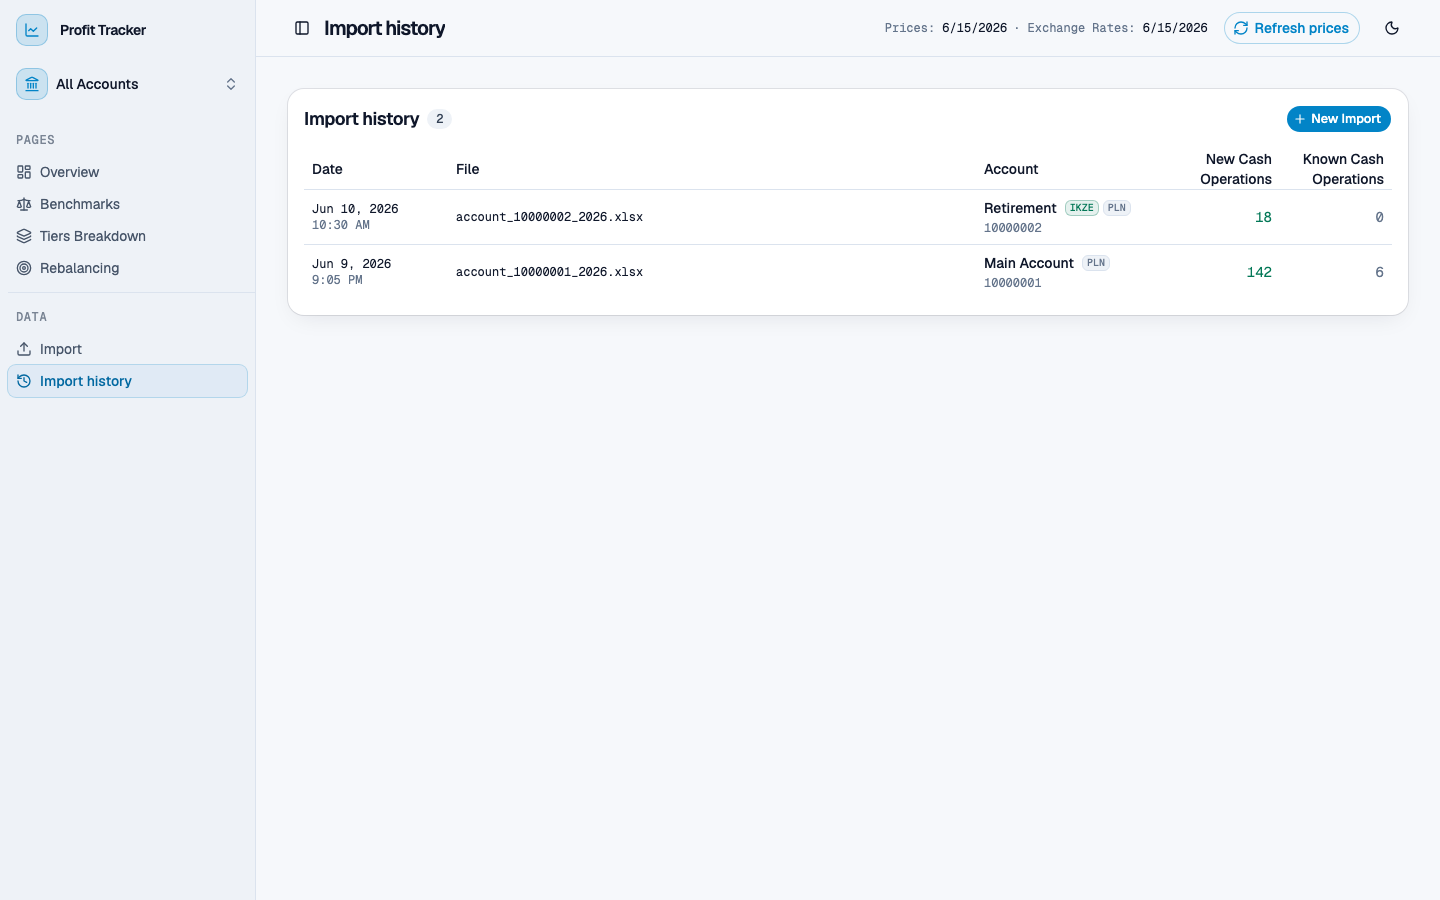 Profit Tracker
All Accounts
PAGES
Overview
Benchmarks
Tiers Breakdown
Rebalancing
DATA
Import
Import history
Import history
Prices: 6/15/2026 · Exchange Rates: 6/15/2026
Refresh prices
Import history 2
New Import
Date File Account New Cash Operations Known Cash Operations
Jun 10, 2026
10:30 AM
account_10000002_2026.xlsx
Retirement IKZE PLN
10000002
18 0
Jun 9, 2026
9:05 PM
account_10000001_2026.xlsx
Main Account PLN
10000001
142 6